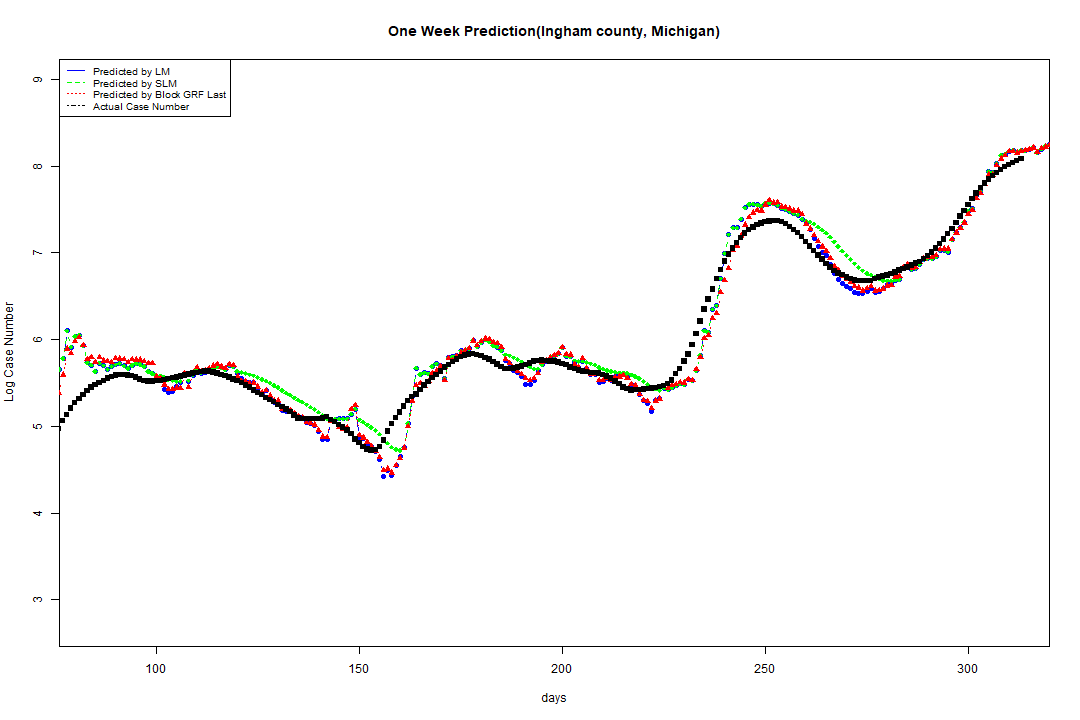 One Week Prediction(Ingham county, Michigan)
Predicted by LM
Predicted by SLM
Predicted by Block GRF Last
Actual Case Number
9
8
7
6
5
4
3
Log Case Number
100 150 200 250 300
days